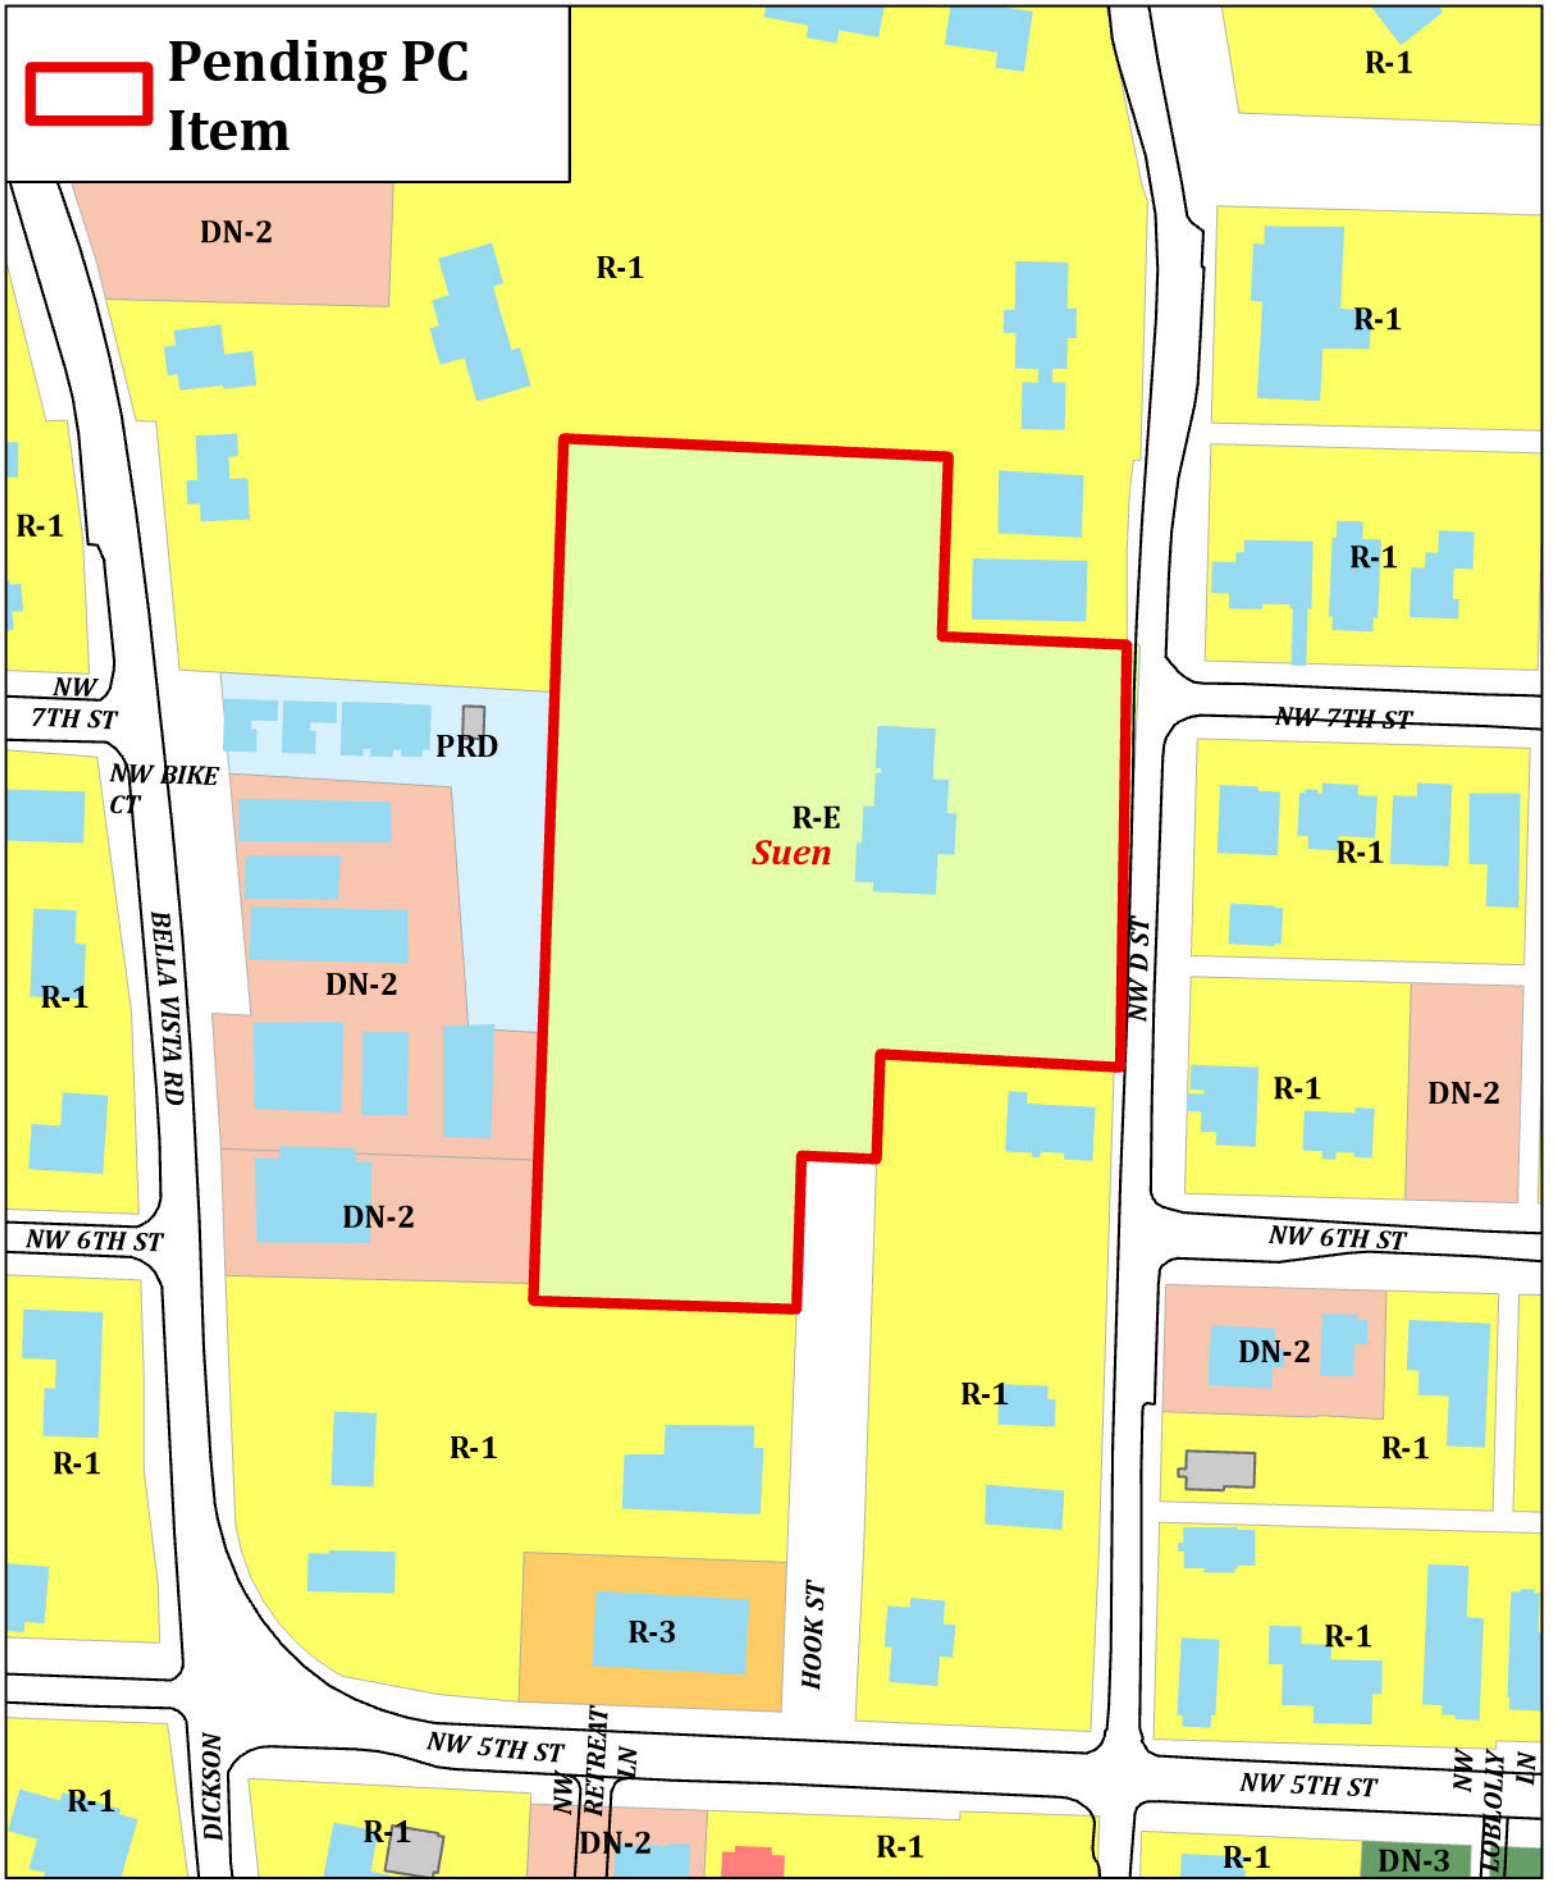 Pending PC
Item
R-1
DN-2
R-1
R-1
R-1
R-1
NW
7TH ST
NW 7TH ST
PRD
NW BIKE
CT
R-E
Suen
R-1
BELLA VISTA RD
NW D ST
DN-2
R-1
R-1
DN-2
DN-2
NW 6TH ST
NW 6TH ST
DN-2
R-1
R-1
R-1
R-1
R-3
HOOK ST
R-1
NW 5TH ST
NW
RETREAT
LN
DICKSON
NW 5TH ST
NW
LOBLOLLY
LN
R-1
R-1
DN-2
R-1
R-1
DN-3